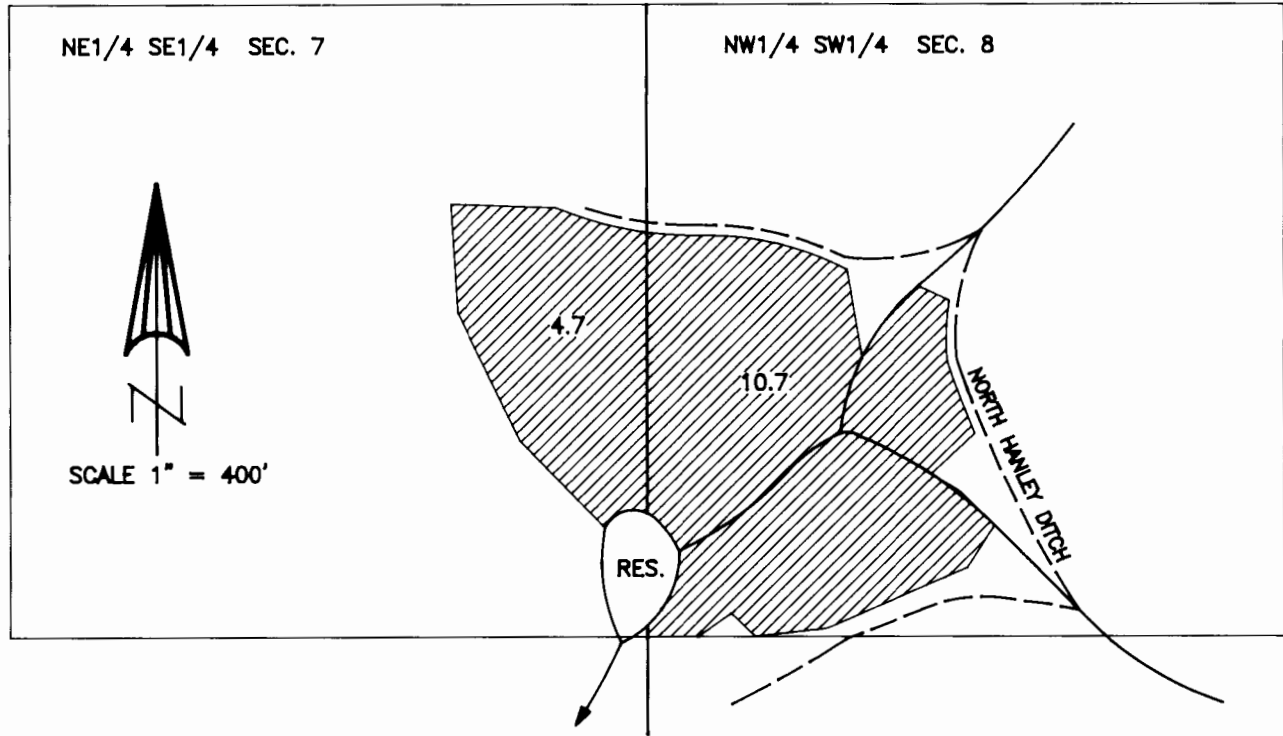 NE1/4 SE1/4 SEC. 7
NW1/4 SW1/4 SEC. 8
4.7
10.7
N
SCALE 1" = 400'
NORTH HANLEY DITCH
RES.